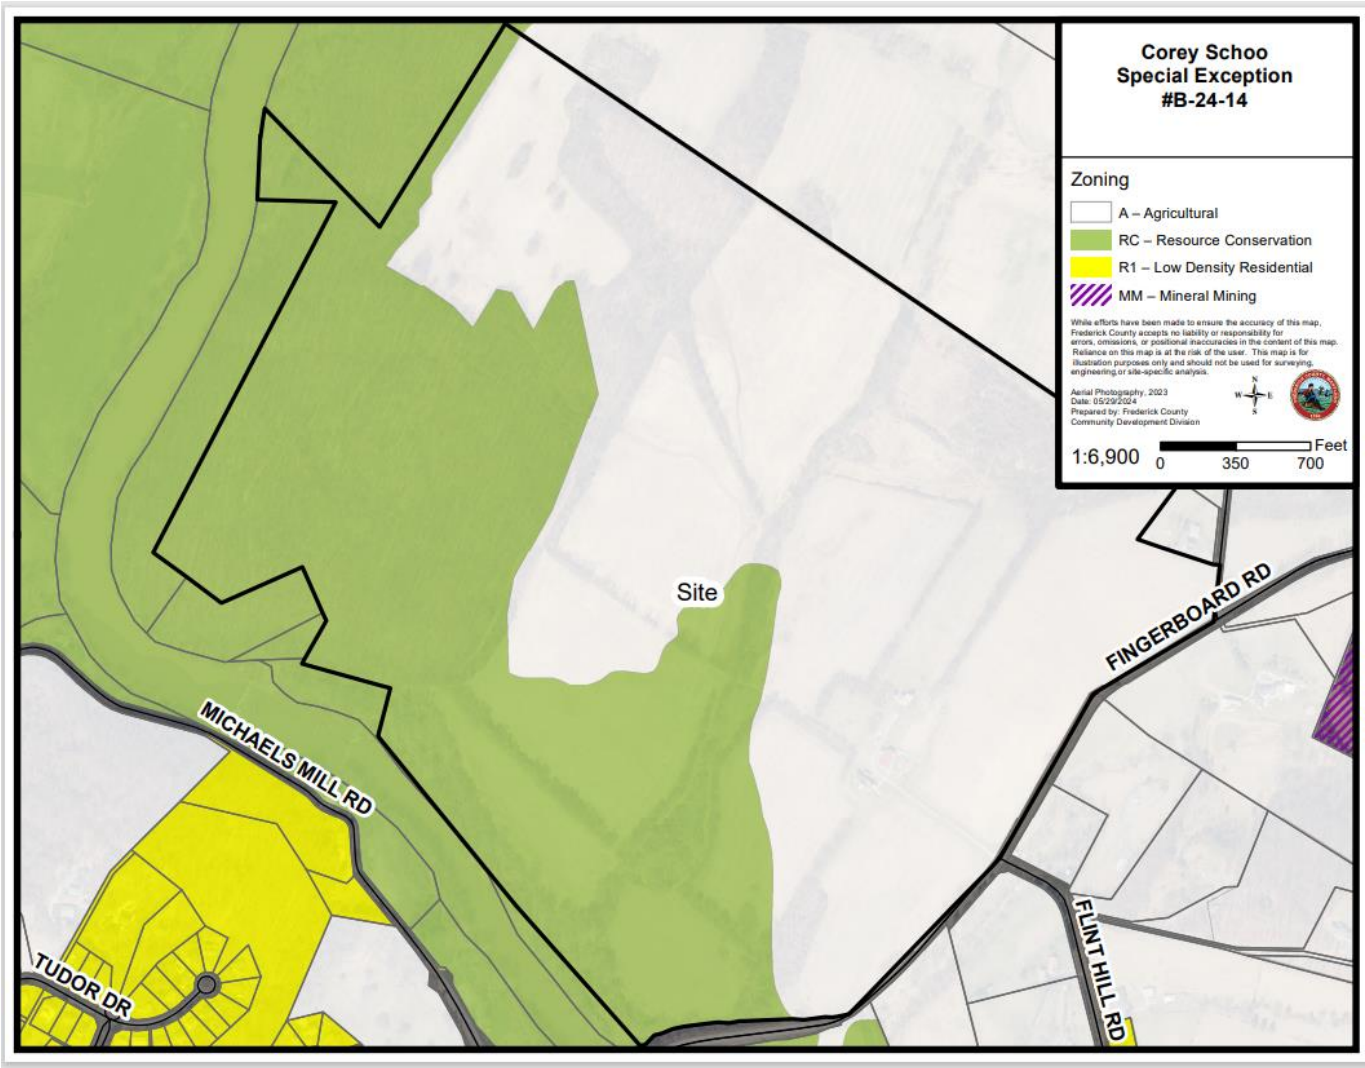 Corey Schoo
Special Exception
#B-24-14
Zoning
A – Agricultural
RC – Resource Conservation
R1 – Low Density Residential
MM – Mineral Mining
While efforts have been made to ensure the accuracy of this map,
Frederick County accepts no liability or responsibility for
errors, omissions, or positional inaccuracies in the content of this map.
Reliance on this map is at the risk of the user. This map is for
illustration purposes only and should not be used for surveying,
engineering,or site-specific analysis.
Aerial Photography, 2023
Date: 05/29/2024
Prepared by: Frederick County
Community Development Division
N
W E
S
1:6,900
Feet
0 350 700
Site
FINGERBOARD RD
MICHAELS MILL RD
TUDOR DR
FLINT HILL RD